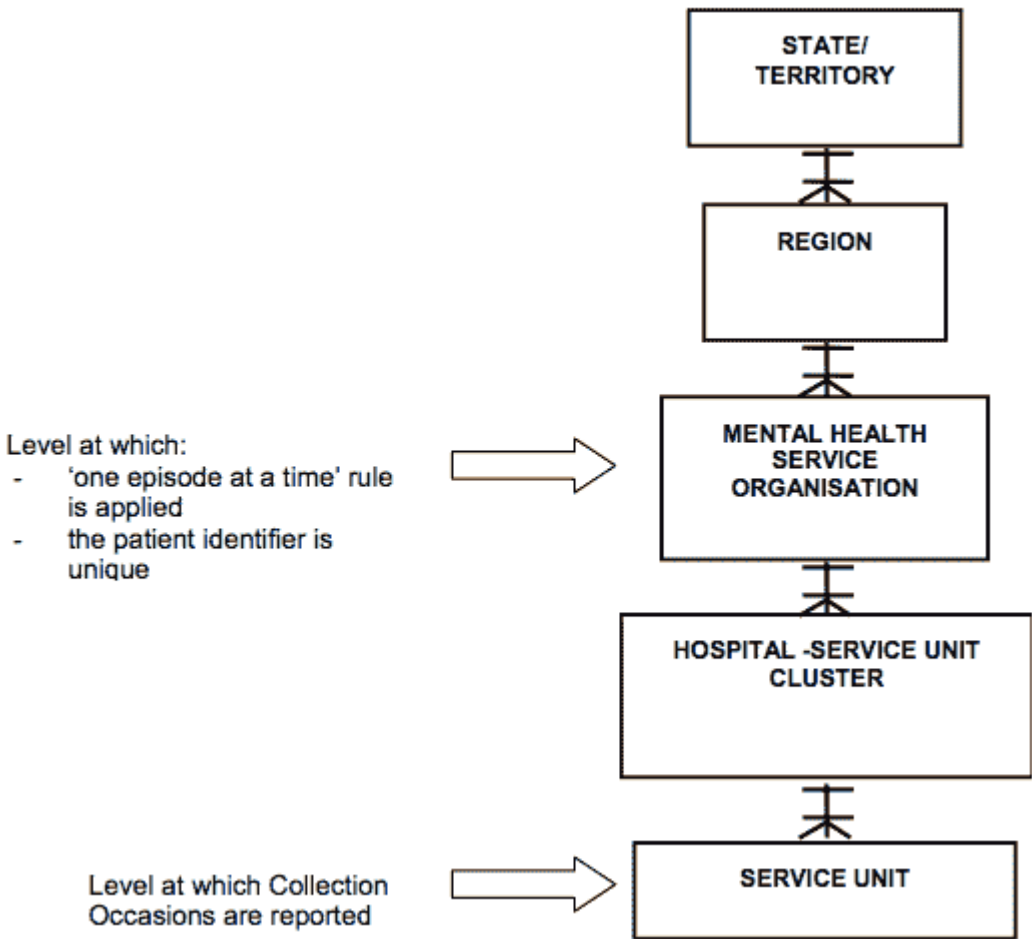 STATE/
TERRITORY
REGION
MENTAL HEALTH
SERVICE
ORGANISATION
Level at which:
- ‘one episode at a time’ rule
is applied
- the patient identifier is
unique
HOSPITAL -SERVICE UNIT
CLUSTER
SERVICE UNIT
Level at which Collection
Occasions are reported